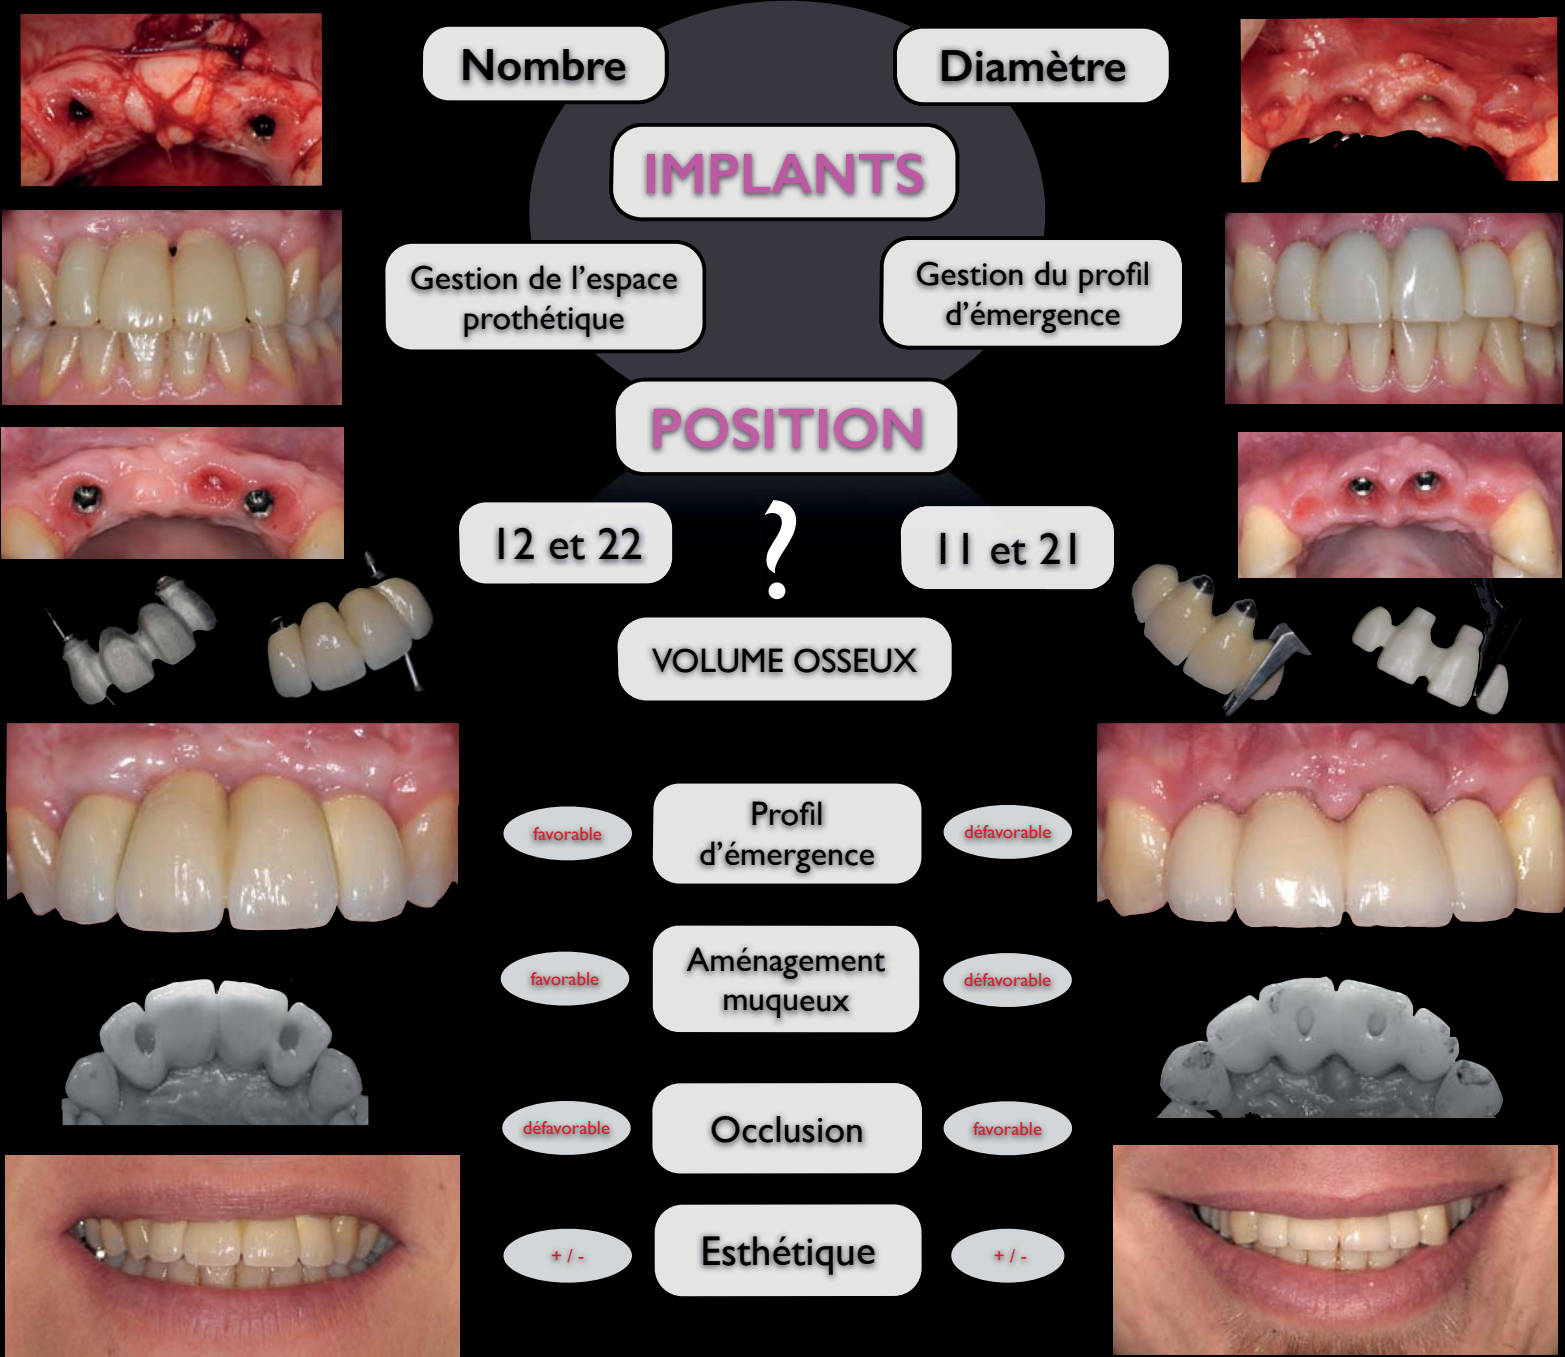 Nombre
Diamètre
IMPLANTS
Gestion de l’espace
prothétique
Gestion du profil
d’émergence
POSITION
12 et 22
?
11 et 21
VOLUME OSSEUX
favorable
Profil
d’émergence
défavorable
favorable
Aménagement
muqueux
défavorable
défavorable
Occlusion
favorable
+ / -
Esthétique
+ / -